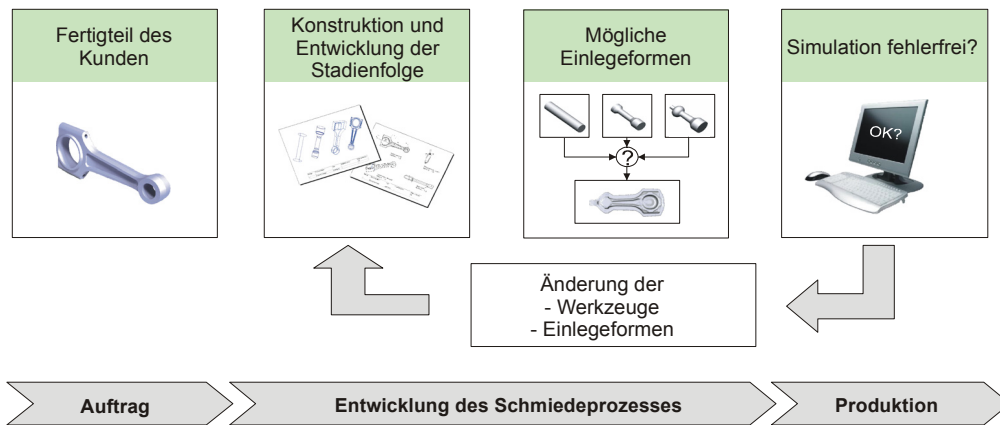 Fertigteil des
Kunden
Konstruktion und
Entwicklung der
Stadienfolge
Mögliche
Einlegeformen
?
Simulation fehlerfrei?
OK?
Änderung der
- Werkzeuge
- Einlegeformen
Auftrag
Entwicklung des Schmiedeprozesses
Produktion